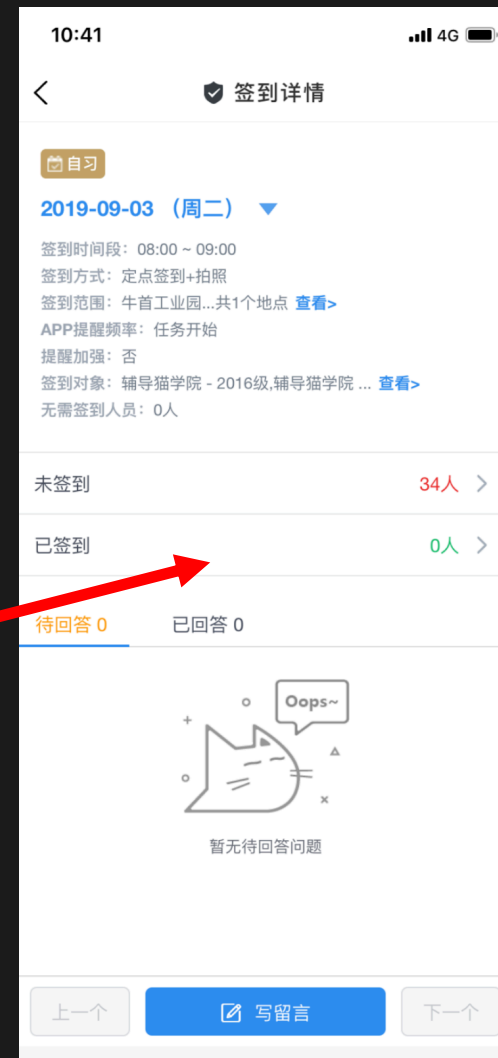 10:41 4G
签到详情
自习
2019-09-03 （周二）
签到时间段：08:00 ~ 09:00
签到方式：定点签到+拍照
签到范围：牛首工业园...共1个地点 查看>
APP提醒频率：任务开始
提醒加强：否
签到对象：辅导猫学院 - 2016级,辅导猫学院 ... 查看>
无需签到人员：0人
未签到 34人
已签到 0人
待回答 0 已回答 0
Oops~
暂无待回答问题
上一个 写留言 下一个